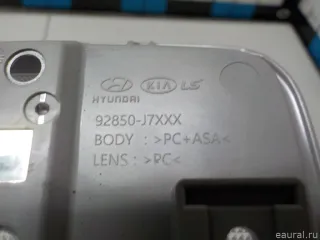 KIA LS
HYUNDAI
92850-J7XXX
BODY : >PC+ASA<
LENS : >PC<
eaural.ru